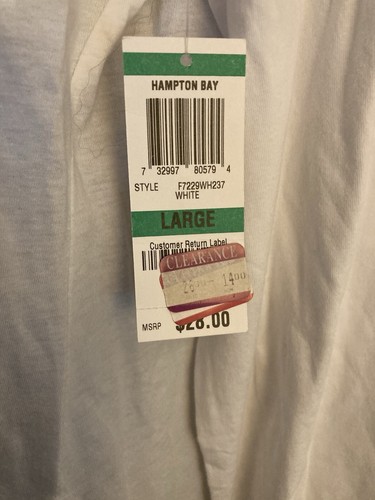 HAMPTON BAY
7 32997 80579 4
STYLE F7229WH237
WHITE
LARGE
Customer Return Label
CLEARANCE
MSRP $28.00